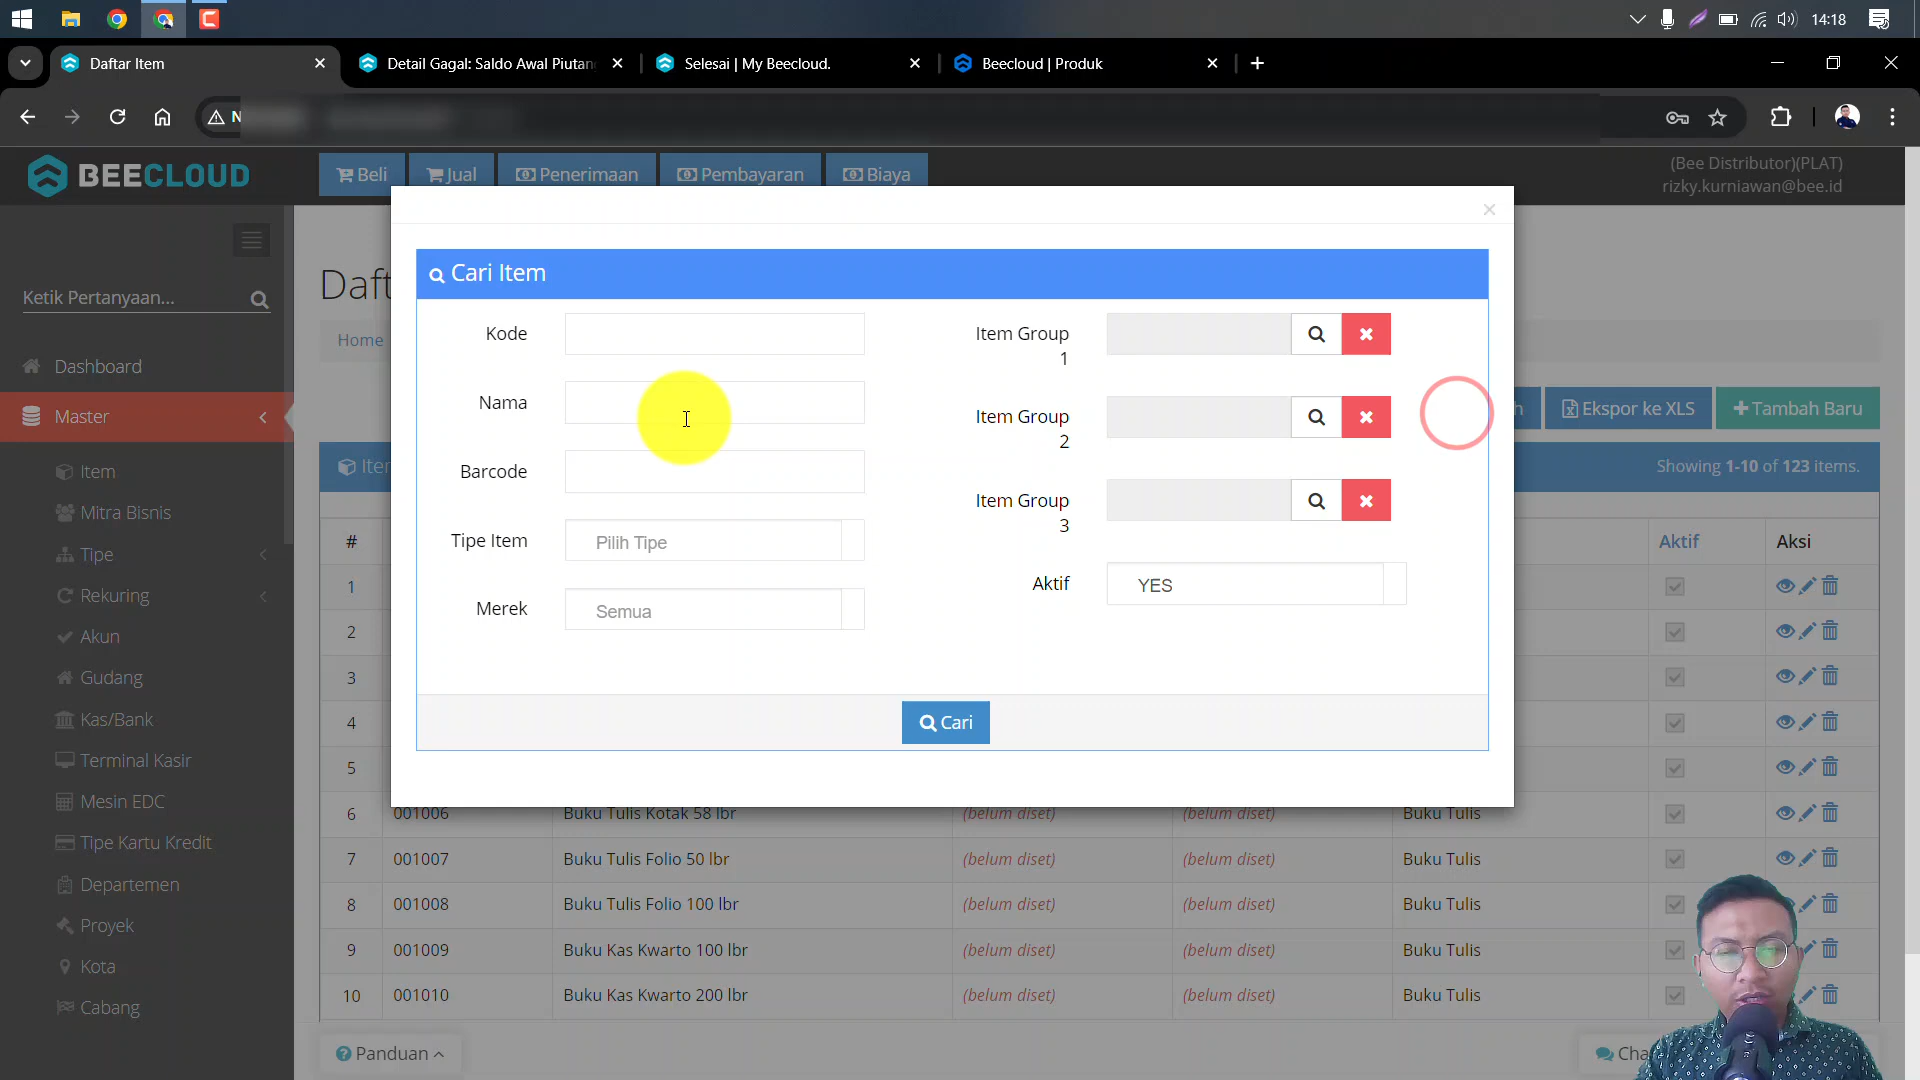 14:18
Daftar Item
Detail Gagal: Saldo Awal Piutan
Selesai | My Beecloud.
Beecloud | Produk
N
BEECLOUD
Beli
Jual
Penerimaan
Pembayaran
Biaya
(Bee Distributor)(PLAT)
rizky.kurniawan@bee.id
Ketik Pertanyaan...
Dashboard
Master
Item
Mitra Bisnis
Tipe
Rekuring
Akun
Gudang
Kas/Bank
Terminal Kasir
Mesin EDC
Tipe Kartu Kredit
Departemen
Proyek
Kota
Cabang
Daft
Home
h
Ekspor ke XLS
Tambah Baru
Iter
Showing 1-10 of 123 items.
Cari Item
Kode
Nama
Barcode
Tipe Item
Pilih Tipe
Merek
Semua
Item Group
1
Item Group
2
Item Group
3
Aktif
YES
Cari
# Aktif Aksi
1
2
3
4
5
6 001006 Buku Tulis Kotak 58 lbr (belum diset) (belum diset) Buku Tulis
7 001007 Buku Tulis Folio 50 lbr (belum diset) (belum diset) Buku Tulis
8 001008 Buku Tulis Folio 100 lbr (belum diset) (belum diset) Buku Tulis
9 001009 Buku Kas Kwarto 100 lbr (belum diset) (belum diset) Buku Tulis
10 001010 Buku Kas Kwarto 200 lbr (belum diset) (belum diset) Buku Tulis
Panduan
Cha